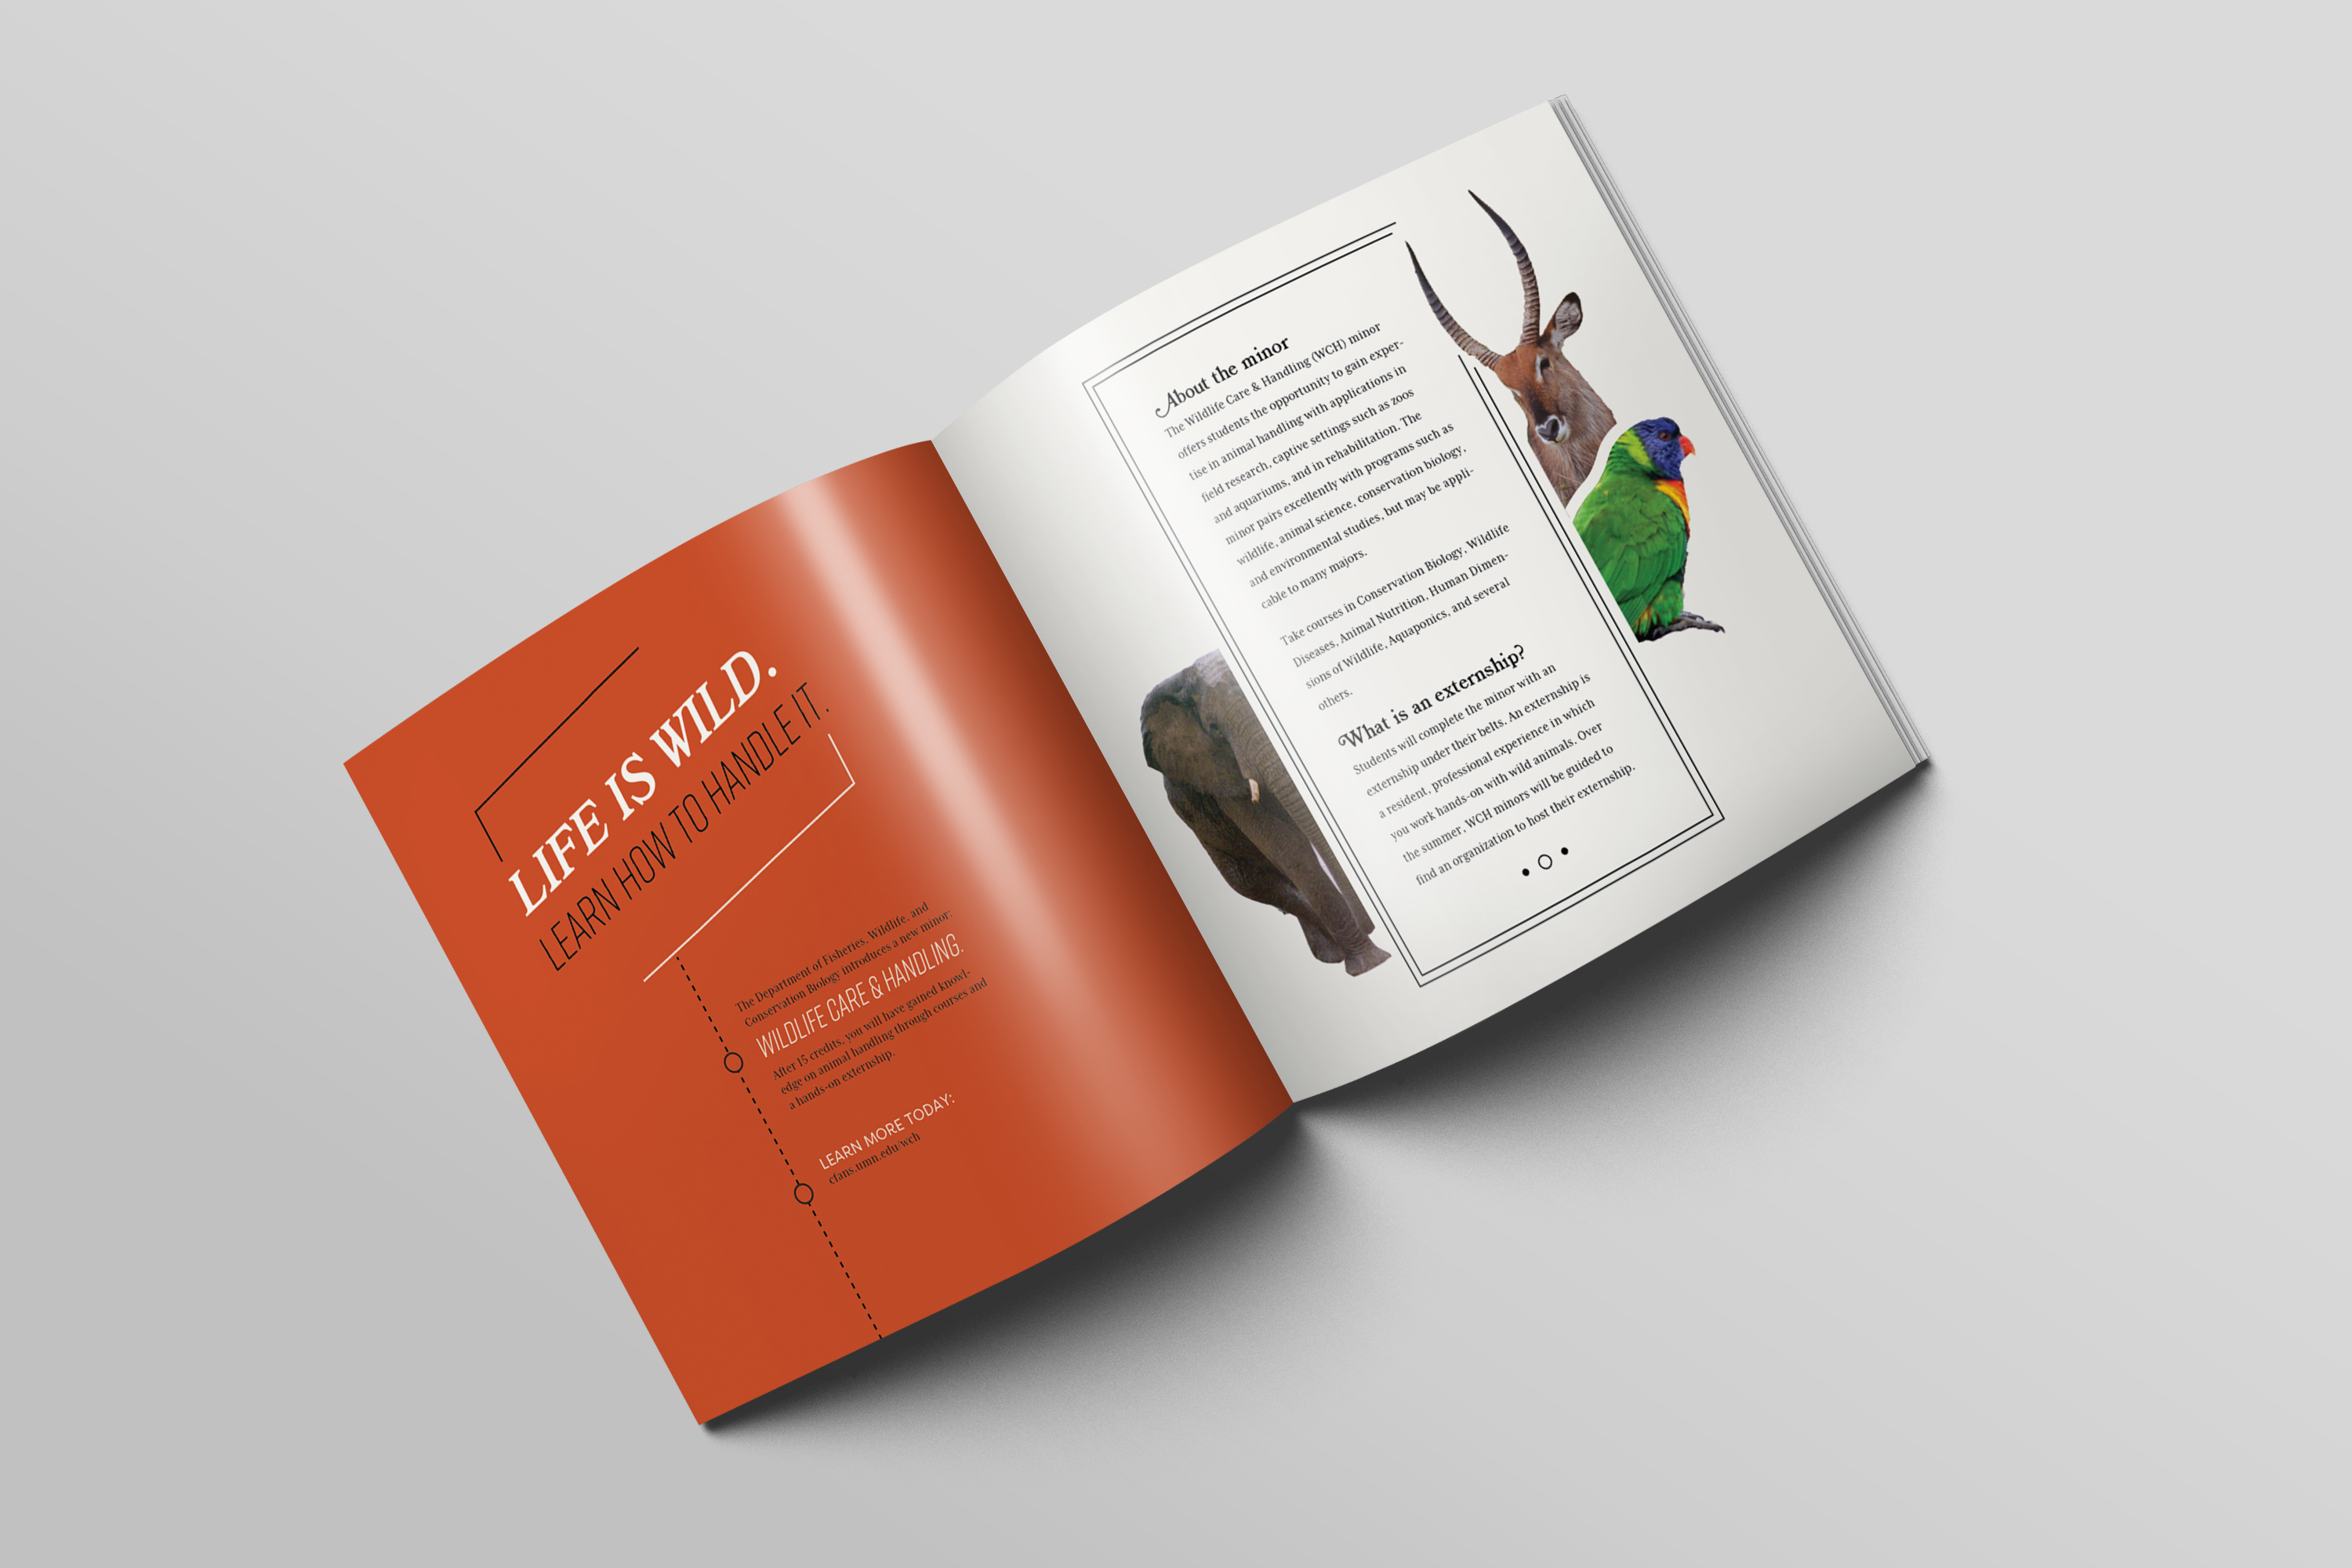 LIFE IS WILD.
LEARN HOW TO HANDLE IT.
The Department of Fisheries, Wildlife, and
Conservation Biology introduces a new minor:
WILDLIFE CARE & HANDLING.
After 15 credits, you will have gained knowl-
edge on animal handling through courses and
a hands-on externship.
LEARN MORE TODAY:
cfans.umn.edu/wch
About the minor
The Wildlife Care & Handling (WCH) minor
offers students the opportunity to gain exper-
tise in animal handling with applications in
field research, captive settings such as zoos
and aquariums, and in rehabilitation. The
minor pairs excellently with programs such as
wildlife, animal science, conservation biology,
and environmental studies, but may be appli-
cable to many majors.
Take courses in Conservation Biology, Wildlife
Diseases, Animal Nutrition, Human Dimen-
sions of Wildlife, Aquaponics, and several
others.
What is an externship?
Students will complete the minor with an
externship under their belts. An externship is
a resident, professional experience in which
you work hands-on with wild animals. Over
the summer, WCH minors will be guided to
find an organization to host their externship.